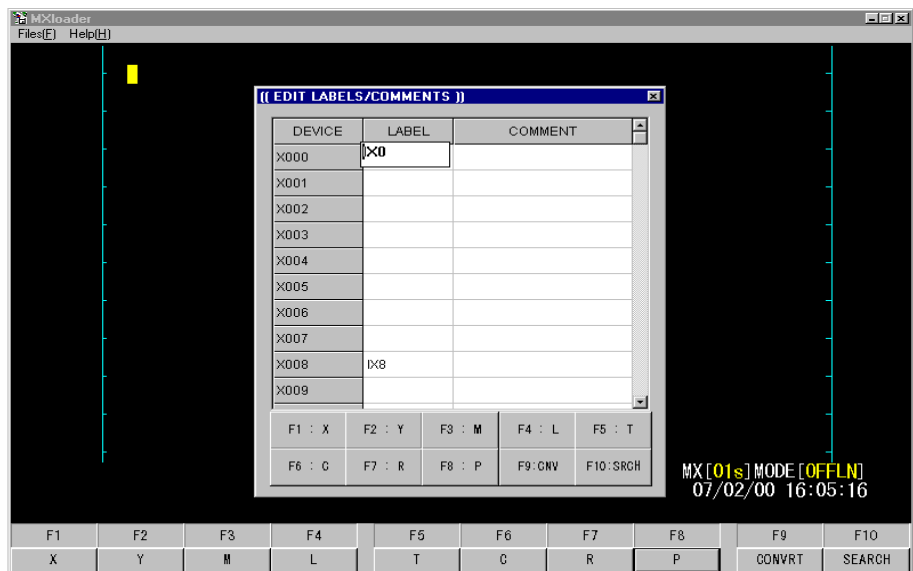 MXloader
Files(F) Help(H)
(( EDIT LABELS/COMMENTS ))
DEVICE LABEL COMMENT
X000 IX0
X001
X002
X003
X004
X005
X006
X007
X008 IX8
X009
F1 : X F2 : Y F3 : M F4 : L F5 : T
F6 : C F7 : R F8 : P F9:CNV F10:SRCH
MX[01s]MODE[OFFLN]
07/02/00 16:05:16
F1 F2 F3 F4 F5 F6 F7 F8 F9 F10
X Y M L T C R P CONVRT SEARCH